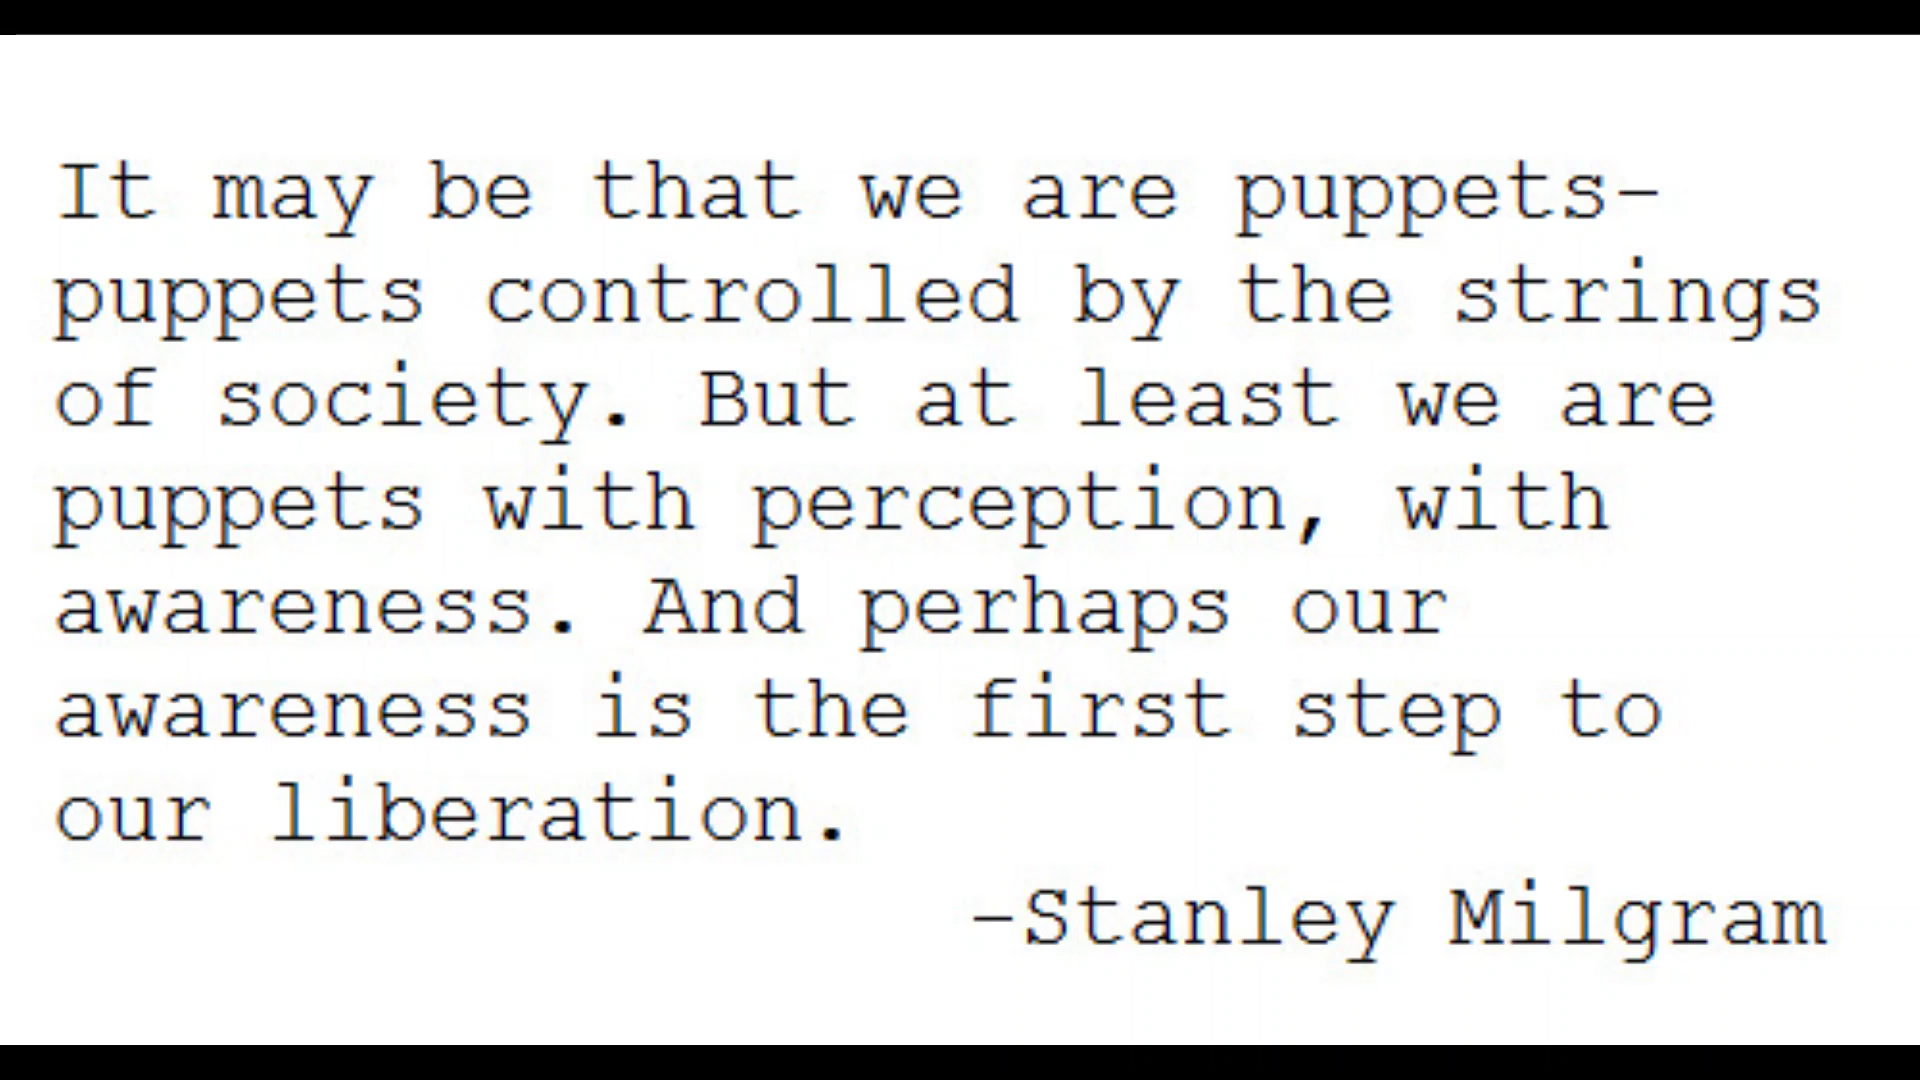 It may be that we are puppets-
puppets controlled by the strings
of society. But at least we are
puppets with perception, with
awareness. And perhaps our
awareness is the first step to
our liberation.
-Stanley Milgram